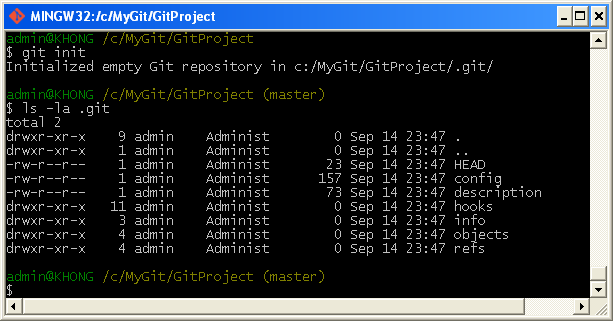 MINGW32:/c/MyGit/GitProject
admin@KHONG /c/MyGit/GitProject
$ git init
Initialized empty Git repository in c:/MyGit/GitProject/.git/
admin@KHONG /c/MyGit/GitProject (master)
$ ls -la .git
total 2
drwxr-xr-x    9 admin    Administ        0 Sep 14 23:47 .
drwxr-xr-x    1 admin    Administ        0 Sep 14 23:47 ..
-rw-r--r--    1 admin    Administ       23 Sep 14 23:47 HEAD
-rw-r--r--    1 admin    Administ      157 Sep 14 23:47 config
-rw-r--r--    1 admin    Administ       73 Sep 14 23:47 description
drwxr-xr-x   11 admin    Administ        0 Sep 14 23:47 hooks
drwxr-xr-x    3 admin    Administ        0 Sep 14 23:47 info
drwxr-xr-x    4 admin    Administ        0 Sep 14 23:47 objects
drwxr-xr-x    4 admin    Administ        0 Sep 14 23:47 refs
admin@KHONG /c/MyGit/GitProject (master)
$